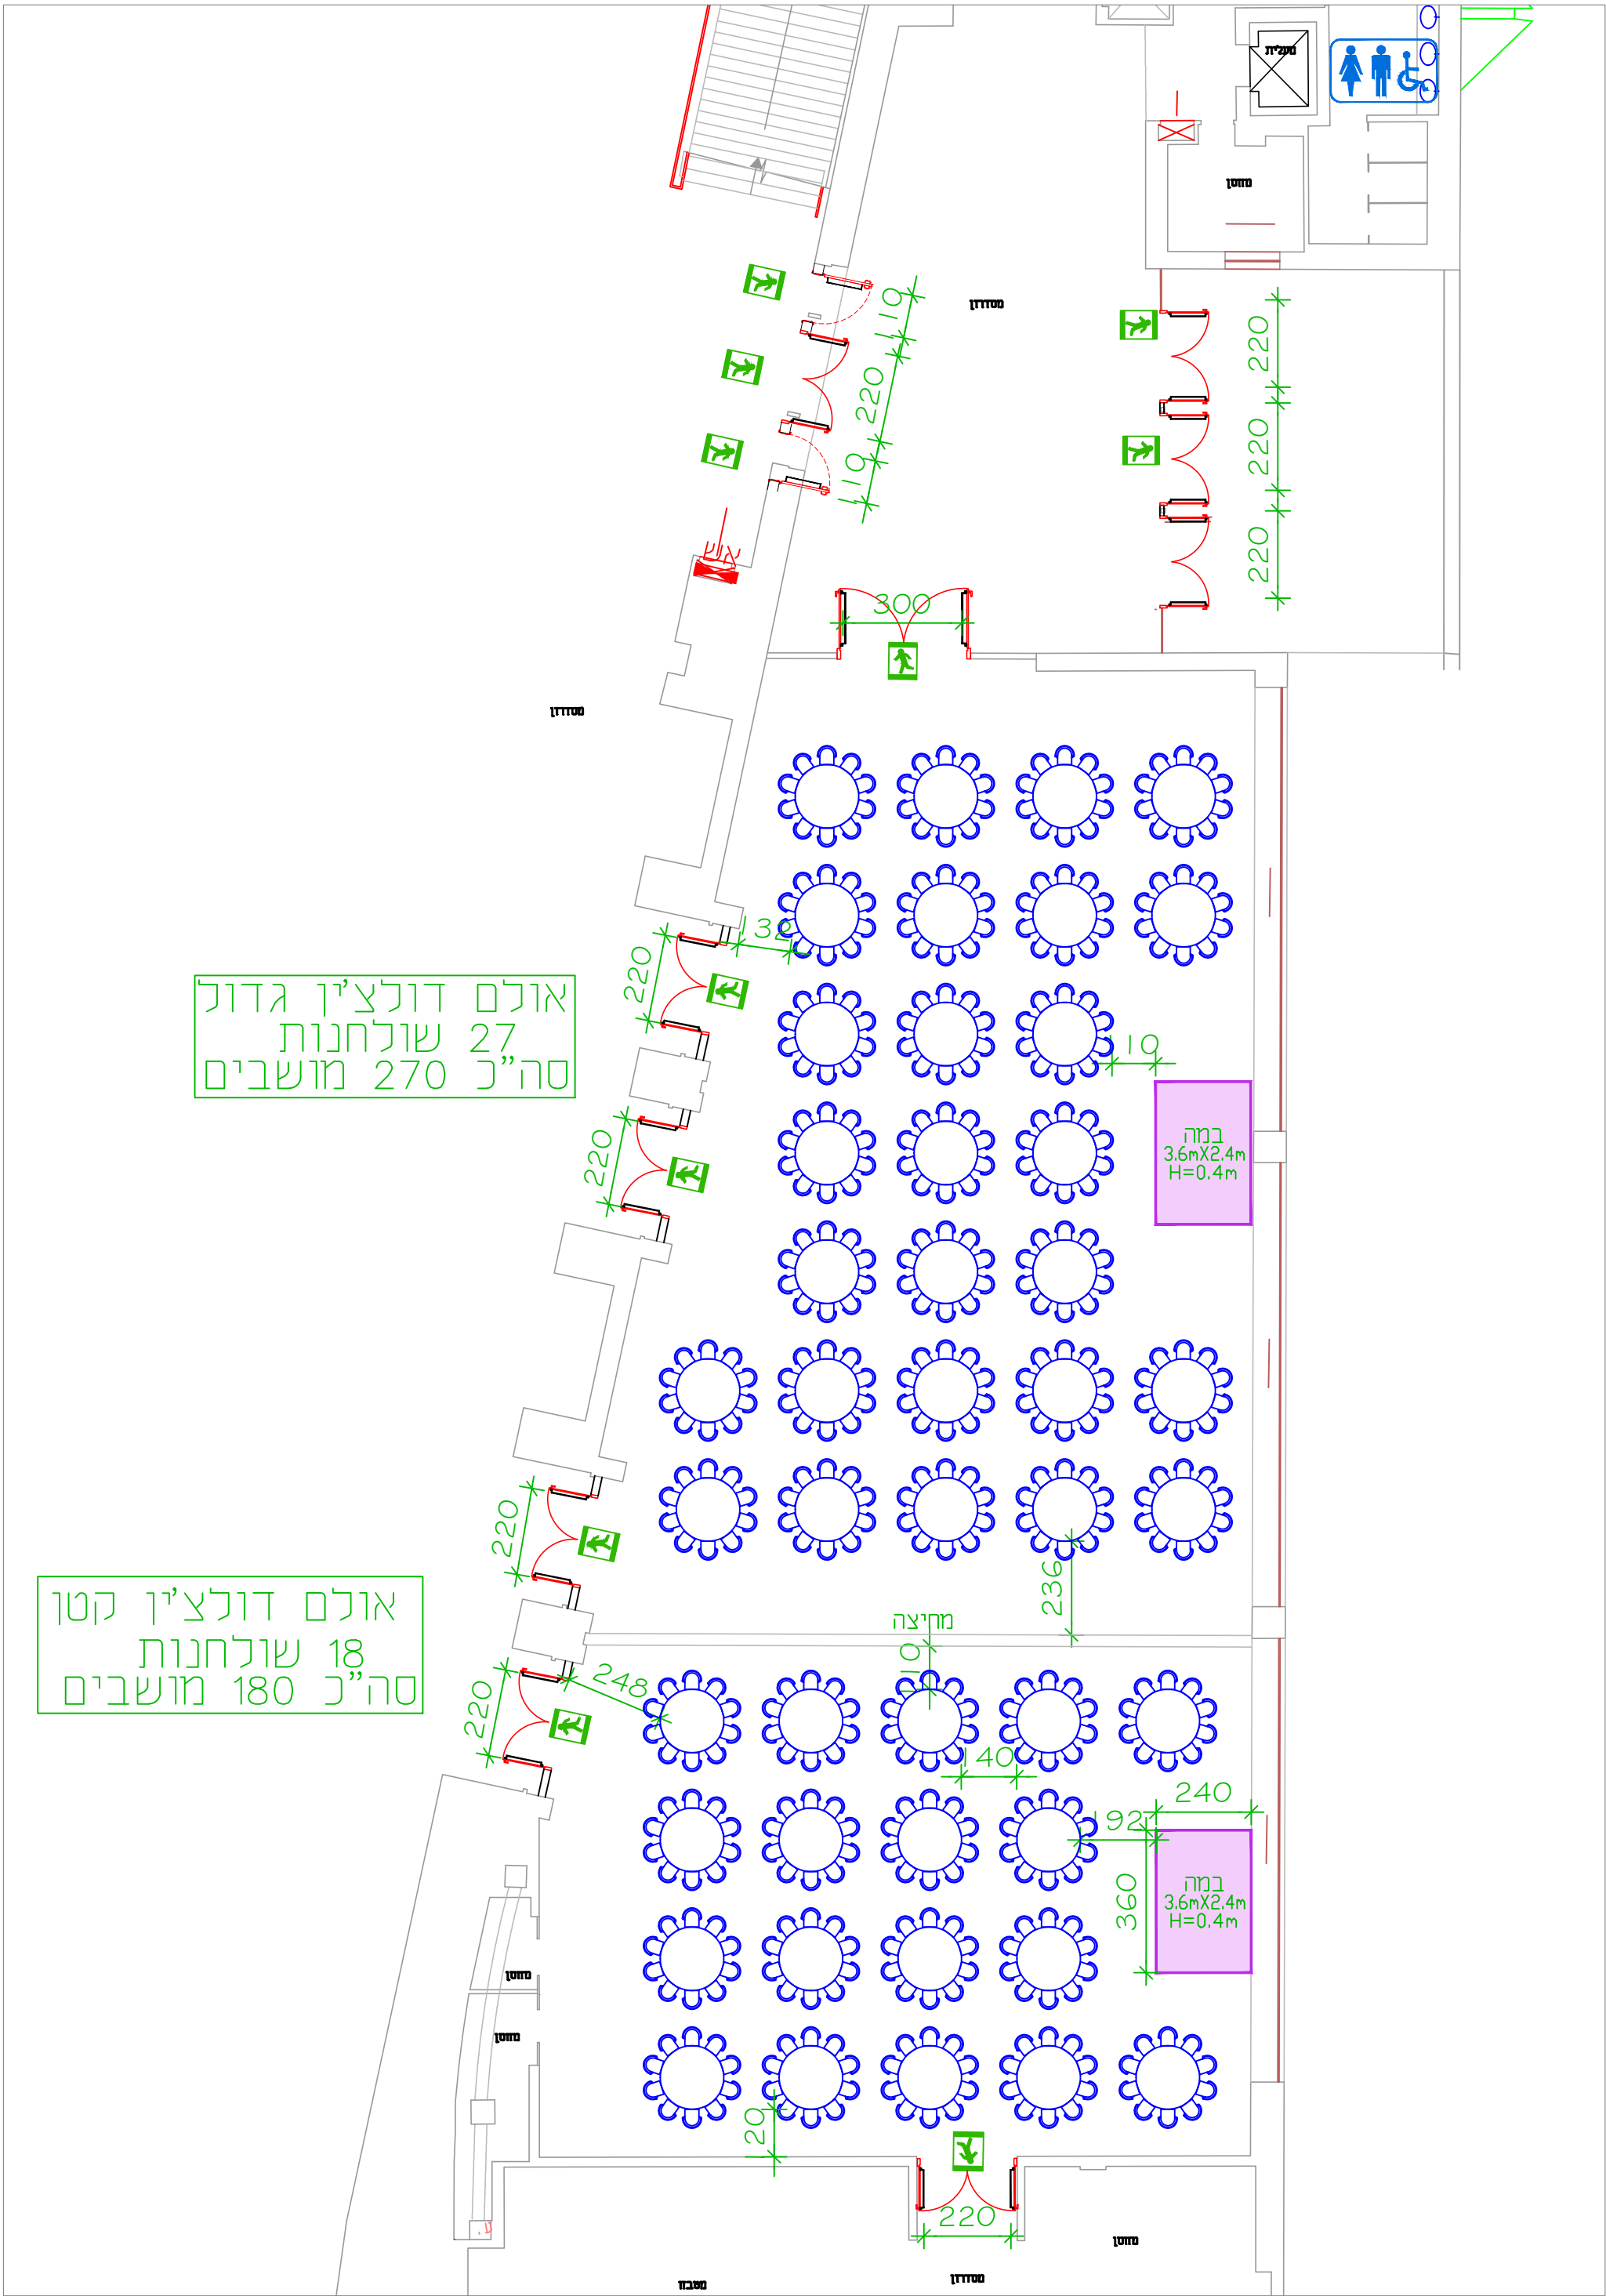 מעלית
מחסן
מסדרון
110
220
110
220
220
220
אש
300
מסדרון
132
220
אולם דולצ'ין גדול
27 שולחנות
סה"כ 270 מושבים
110
220
במה
3.6mX2.4m
H=0.4m
220
236
מחיצה
אולם דולצ'ין קטן
18 שולחנות
סה"כ 180 מושבים
110
248
220
140
240
192
במה
3.6mX2.4m
H=0.4m
360
מחסן
מחסן
120
220
מחסן
מסדרון
מטבח